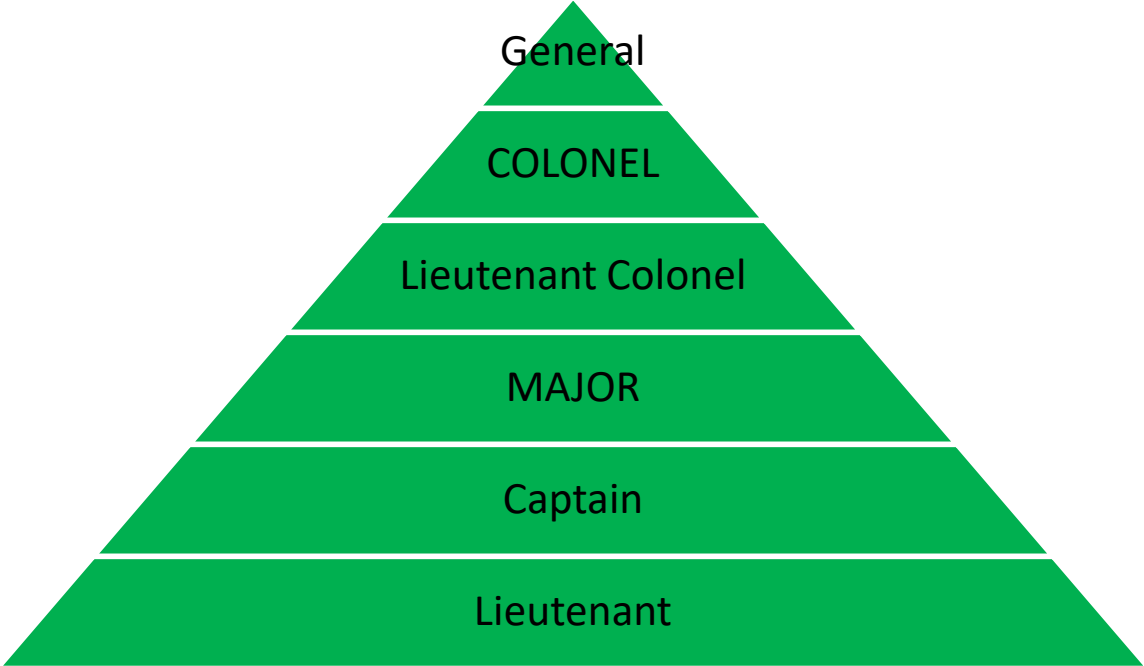 General
COLONEL
Lieutenant Colonel
MAJOR
Captain
Lieutenant